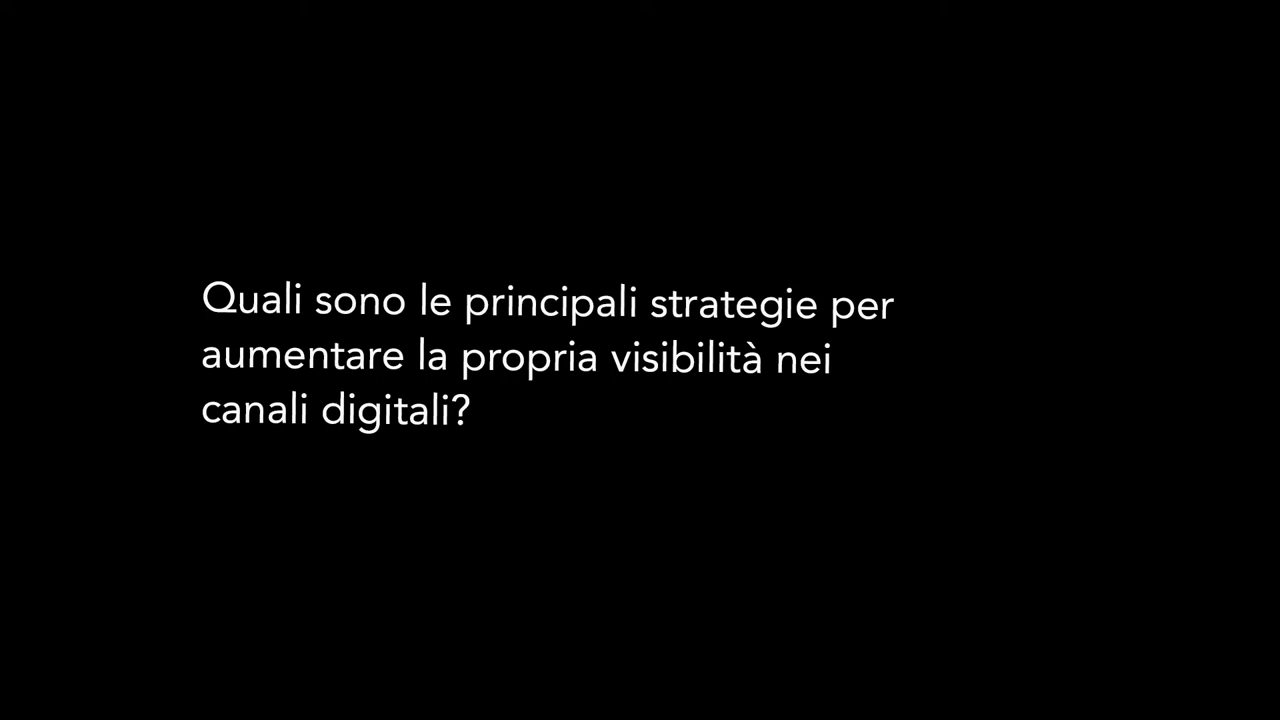 Quali sono le principali strategie per
aumentare la propria visibilità nei
canali digitali?